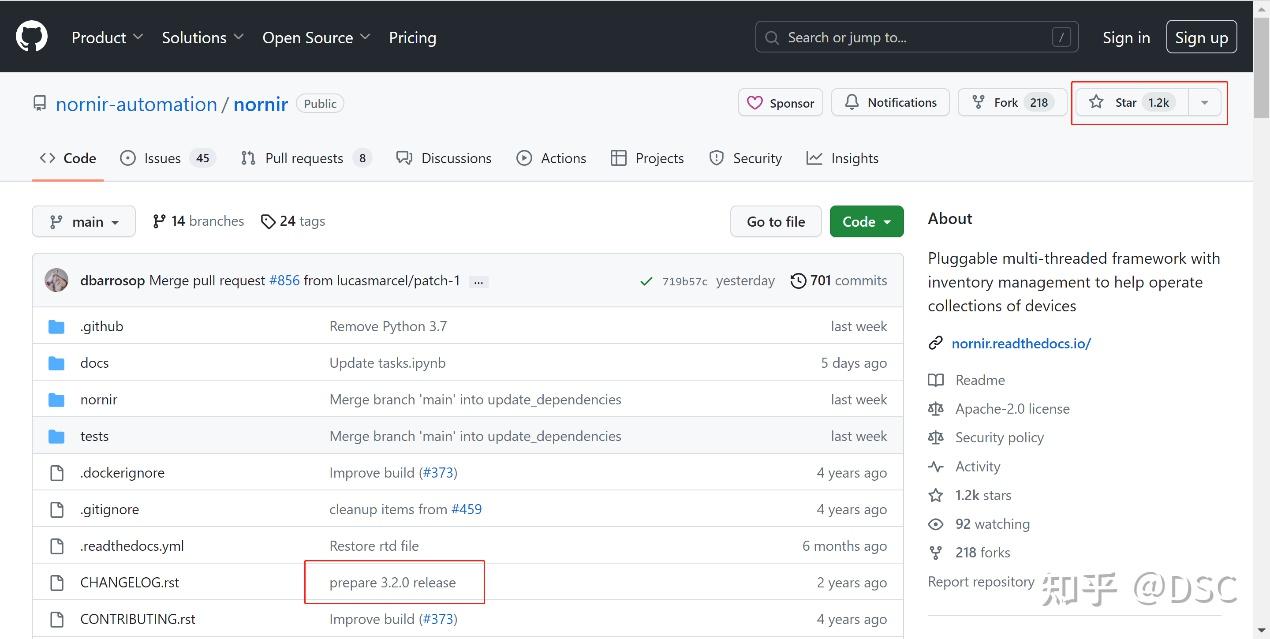 Product Solutions Open Source Pricing Search or jump to... / Sign in Sign up
nornir-automation / nornir Public Sponsor Notifications Fork 218 Star 1.2k
Code Issues 45 Pull requests 8 Discussions Actions Projects Security Insights
main 14 branches 24 tags Go to file Code
dbarrosop Merge pull request #856 from lucasmarcel/patch-1 ... 719b57c yesterday 701 commits
.github Remove Python 3.7 last week
docs Update tasks.ipynb 5 days ago
nornir Merge branch 'main' into update_dependencies last week
tests Merge branch 'main' into update_dependencies last week
.dockerignore Improve build (#373) 4 years ago
.gitignore cleanup items from #459 4 years ago
.readthedocs.yml Restore rtd file 6 months ago
CHANGELOG.rst prepare 3.2.0 release 2 years ago
CONTRIBUTING.rst Improve build (#373) 4 years ago
About
Pluggable multi-threaded framework with
inventory management to help operate
collections of devices
nornir.readthedocs.io/
Readme
Apache-2.0 license
Security policy
Activity
1.2k stars
92 watching
218 forks
Report repository
知乎 @DSC